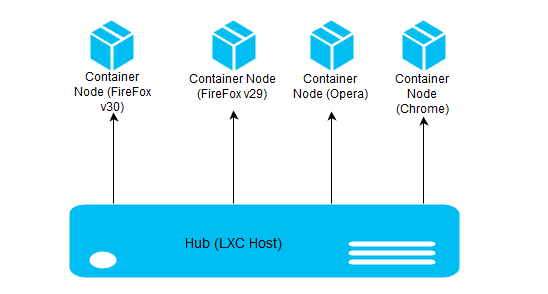 Container
Node (FireFox
v30)
Container Node
(FireFox v29)
Container
Node (Opera)
Container
Node
(Chrome)
Hub (LXC Host)